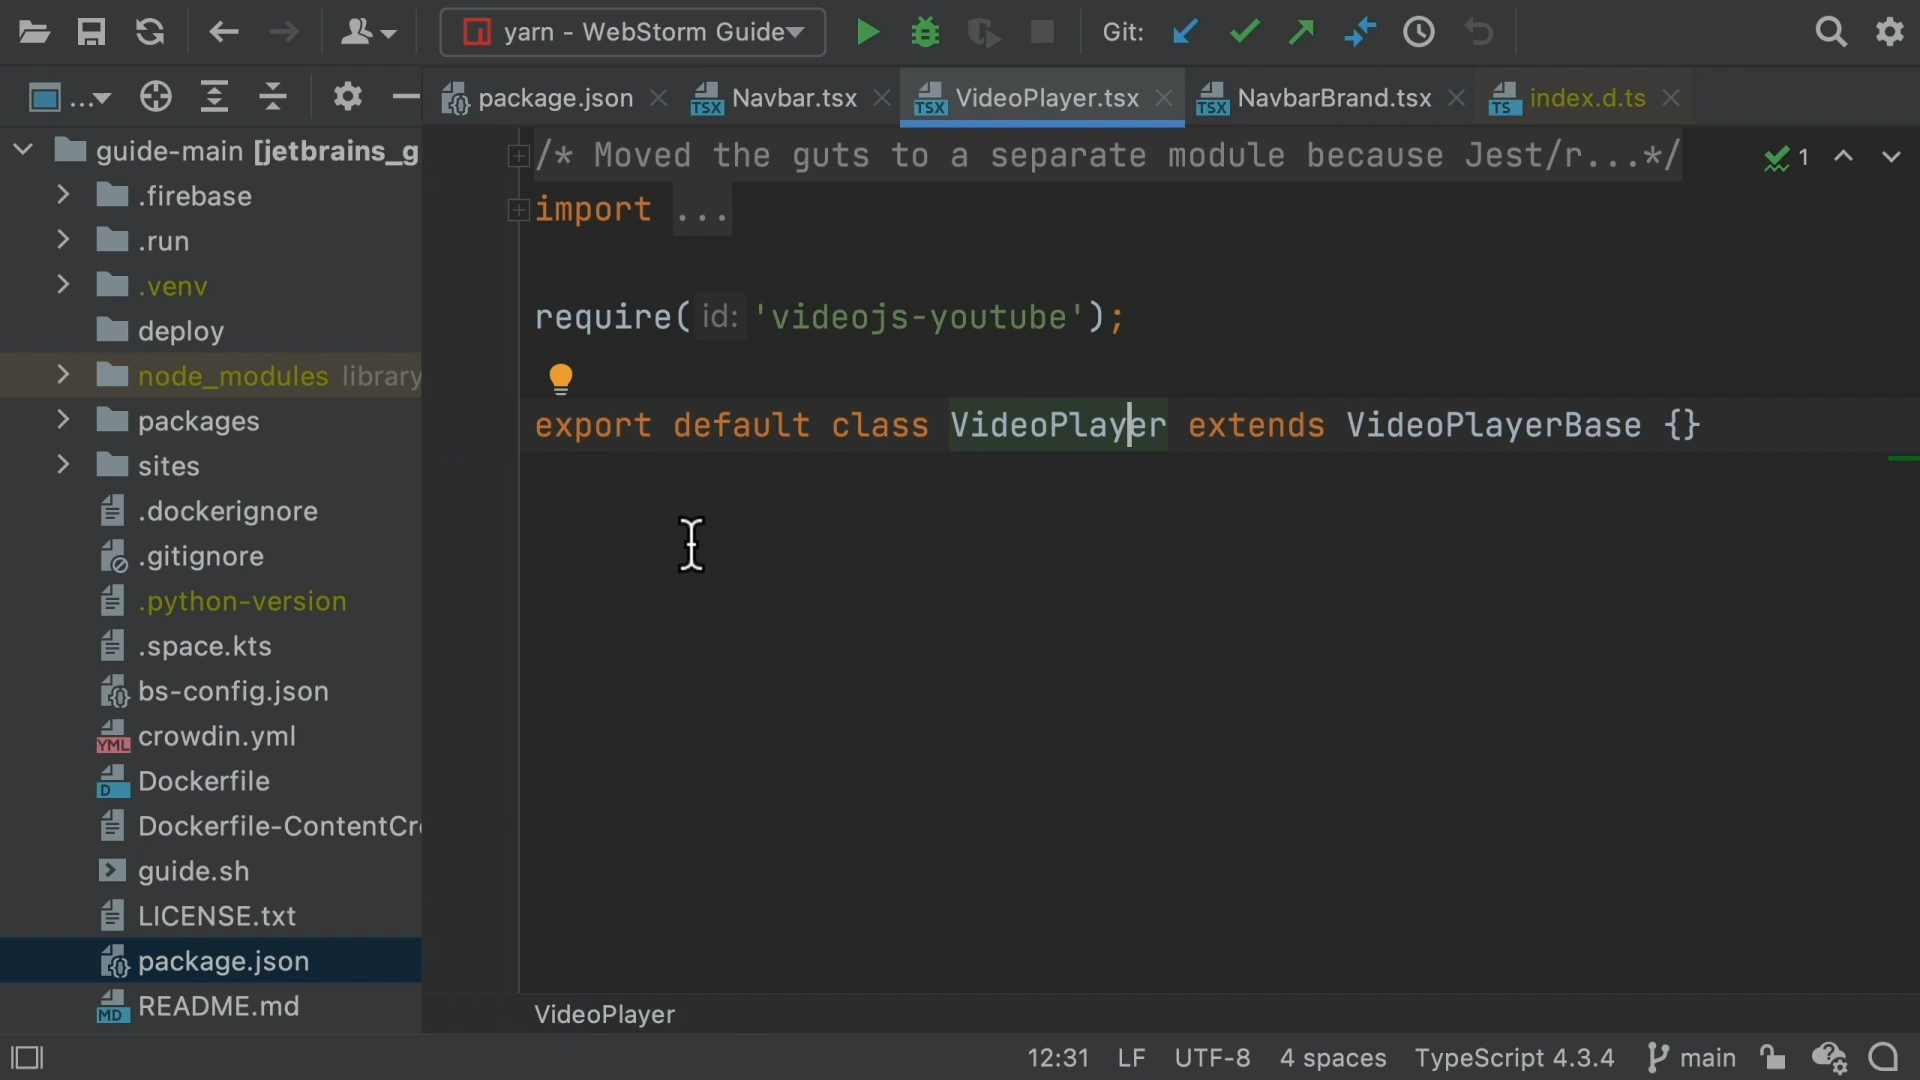 yarn - WebStorm Guide
Git:
...
package.json
Navbar.tsx
VideoPlayer.tsx
NavbarBrand.tsx
index.d.ts
guide-main [jetbrains_g
.firebase
.run
.venv
deploy
node_modules library
packages
sites
.dockerignore
.gitignore
.python-version
.space.kts
bs-config.json
crowdin.yml
Dockerfile
Dockerfile-ContentCr
guide.sh
LICENSE.txt
package.json
README.md
/* Moved the guts to a separate module because Jest/r...*/
1
import ...
require( id: 'videojs-youtube');
export default class VideoPlayer extends VideoPlayerBase {}
VideoPlayer
12:31 LF UTF-8 4 spaces TypeScript 4.3.4 main